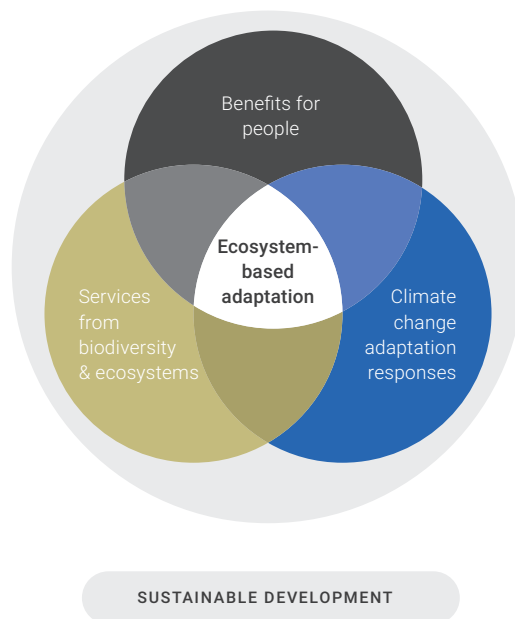 Benefits for
people
Ecosystem-
based
adaptation
Services
from
biodiversity
& ecosystems
Climate
change
adaptation
responses
SUSTAINABLE DEVELOPMENT